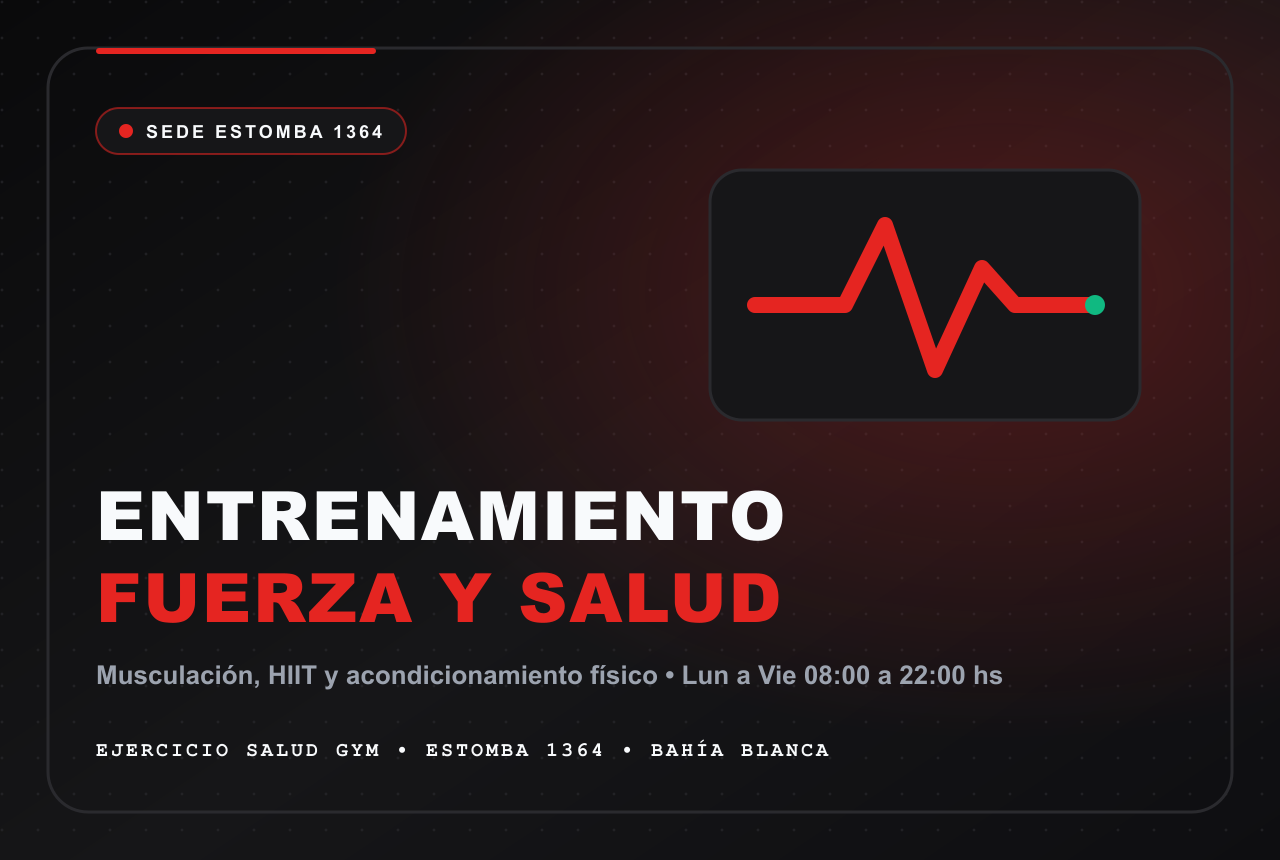 SEDE ESTOMBA 1364
ENTRENAMIENTO
FUERZA Y SALUD
Musculación, HIIT y acondicionamiento físico • Lun a Vie 08:00 a 22:00 hs
EJERCICIO SALUD GYM • ESTOMBA 1364 • BAHÍA BLANCA